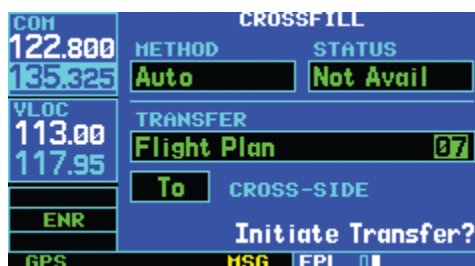 COM
CROSSFILL
122.800
METHOD
STATUS
135.325
Auto
Not Avail
VLOC
113.00
TRANSFER
117.95
Flight Plan
07
To
CROSS-SIDE
ENR
Initiate Transfer?
GPS
MSG
FPL